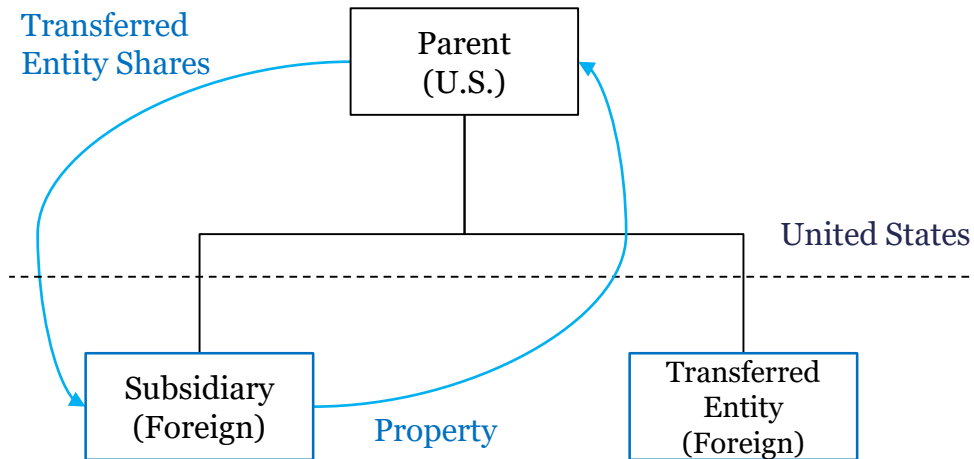 Transferred
Entity Shares
Parent
(U.S.)
United States
Subsidiary
(Foreign)
Property
Transferred
Entity
(Foreign)